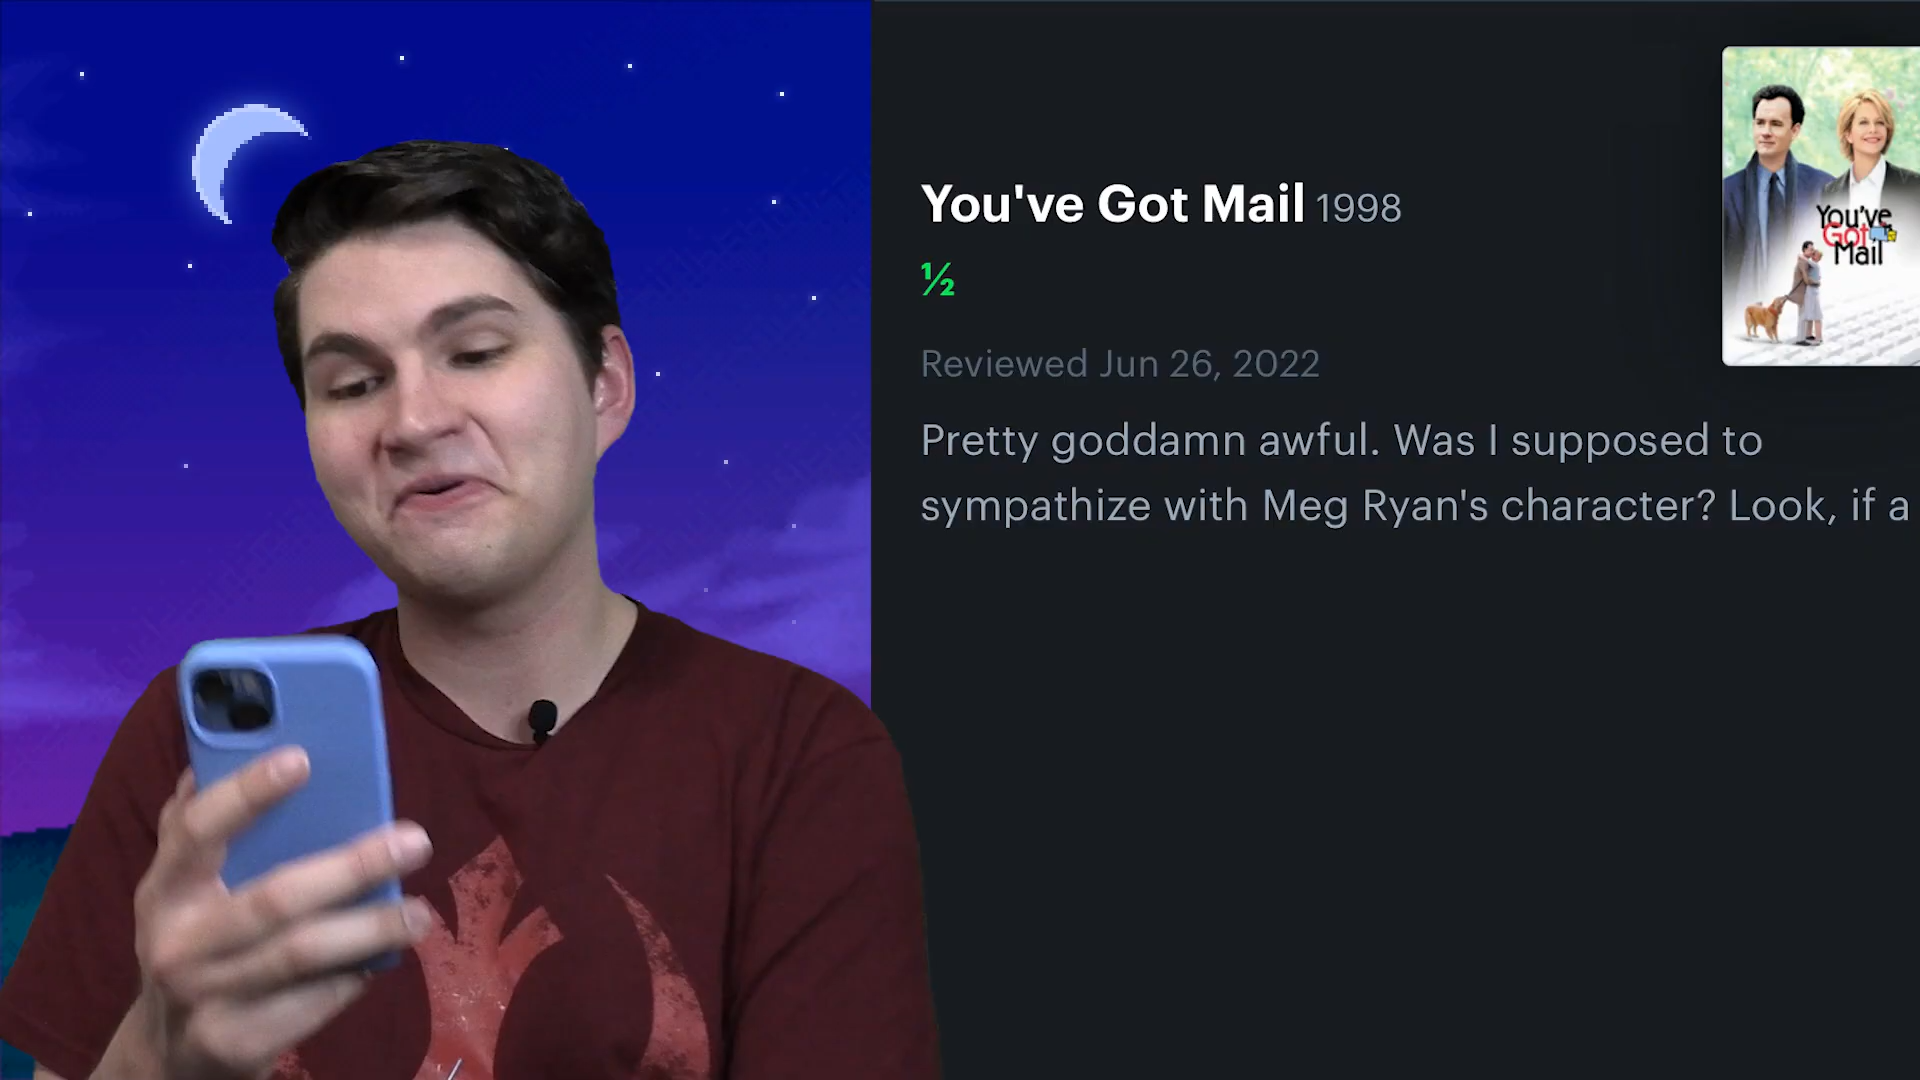 You've Got Mail 1998
½
Reviewed Jun 26, 2022
Pretty goddamn awful. Was I supposed to
sympathize with Meg Ryan's character? Look, if a
You've
Got
Mail